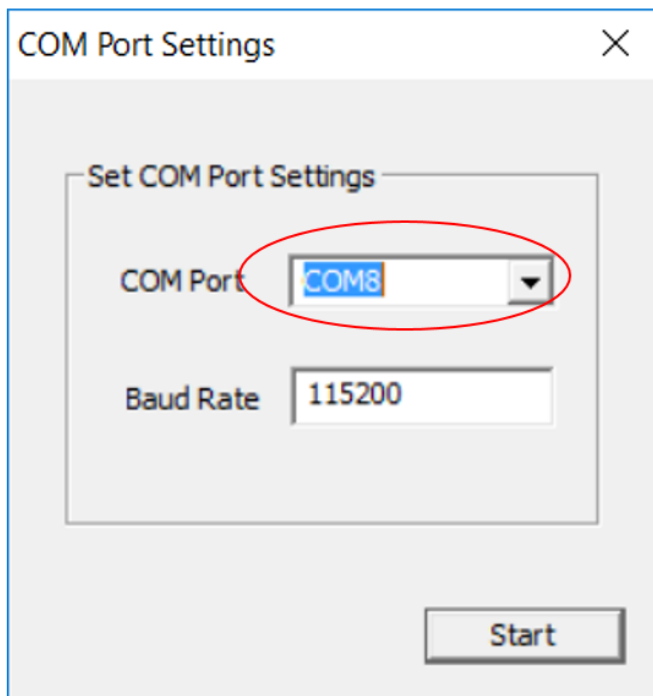 COM Port Settings
Set COM Port Settings
COM Port COM8
Baud Rate 115200
Start